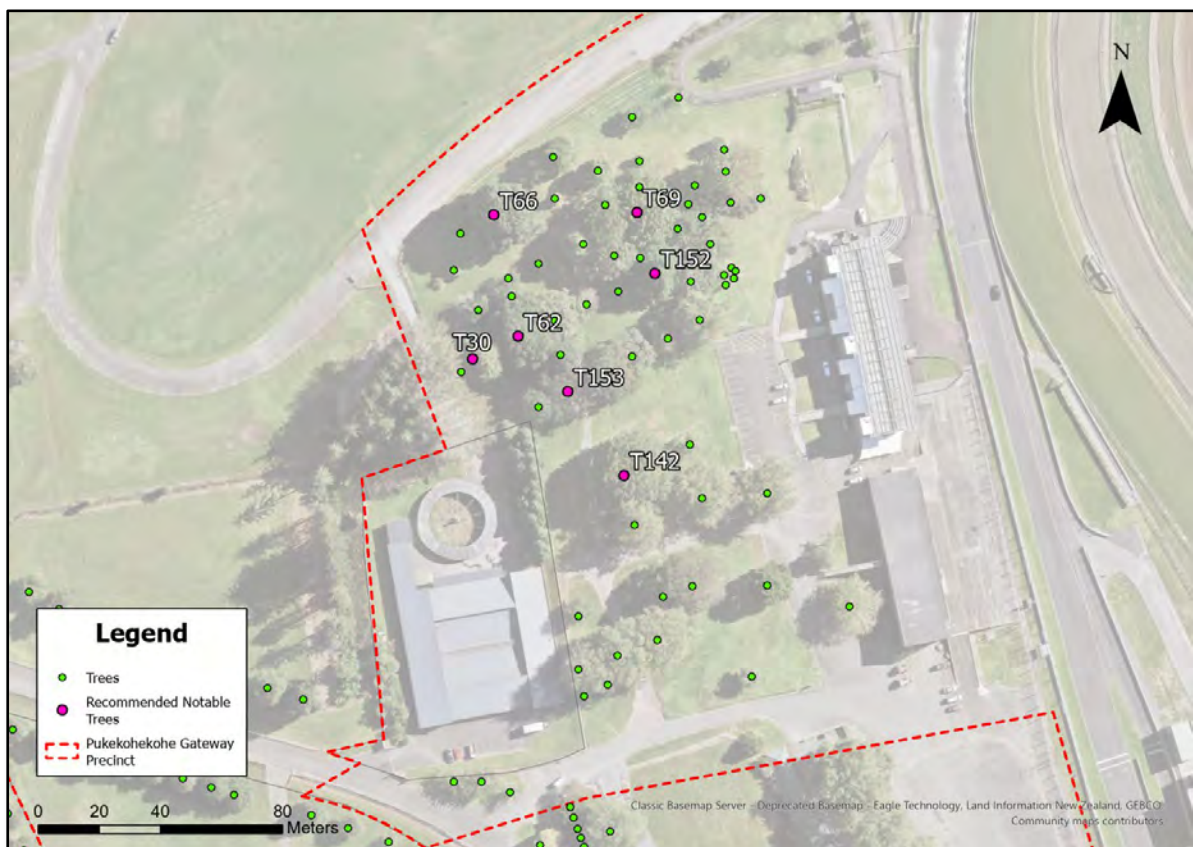 N
T66
T69
T152
T62
T30
T153
T142
Legend
Trees
Recommended Notable
Trees
Pukekohekohe Gateway
Precinct
0 20 40 80
Meters
Classic Basemap Server - Deprecated Basemap - Eagle Technology, Land Information New Zealand, GEBCO,
Community maps contributors